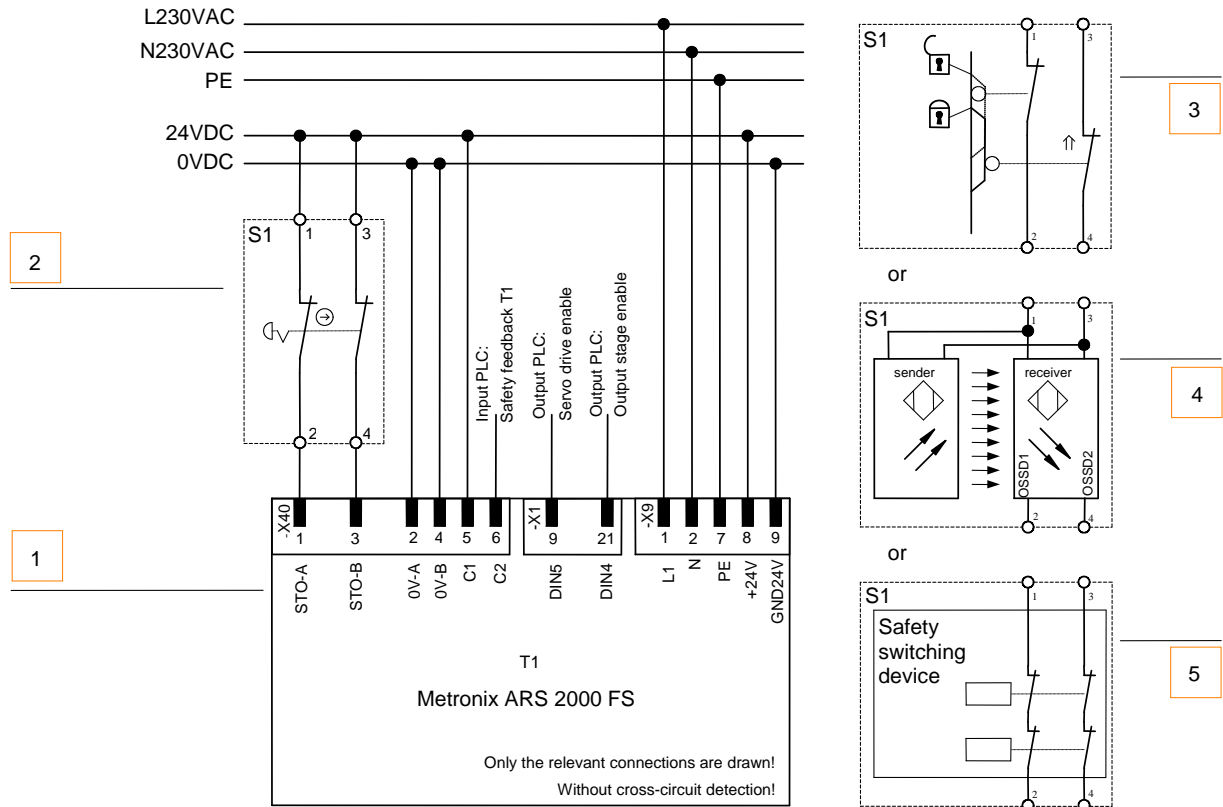 L230VAC
N230VAC
PE
24VDC
0VDC
S1
1
3
2
4
2
1
Input PLC:
Safety feedback T1
Output PLC:
Servo drive enable
Output PLC:
Output stage enable
-X40
1
3
2
4
5
6
STO-A
STO-B
0V-A
0V-B
C1
C2
-X1
9
21
DIN5
DIN4
-X9
1
2
7
8
9
L1
N
PE
+24V
GND24V
T1
Metronix ARS 2000 FS
Only the relevant connections are drawn!
Without cross-circuit detection!
S1
1
3
2
4
3
or
S1
1
3
sender
receiver
OSSD1
OSSD2
2
4
4
or
S1
1
3
Safety
switching
device
2
4
5